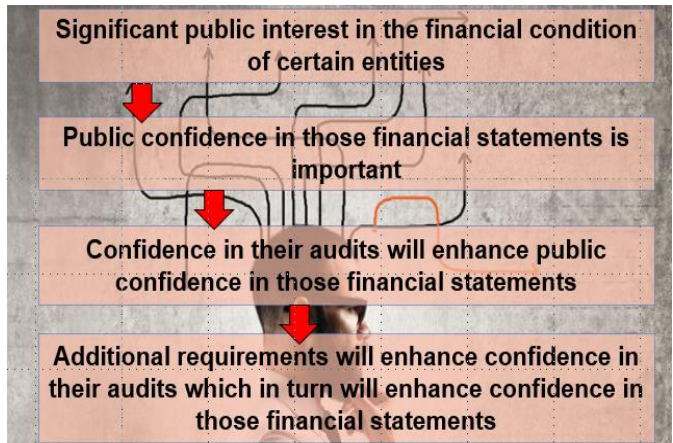 Significant public interest in the financial condition
of certain entities
Public confidence in those financial statements is
important
Confidence in their audits will enhance public
confidence in those financial statements
Additional requirements will enhance confidence in
their audits which in turn will enhance confidence in
those financial statements